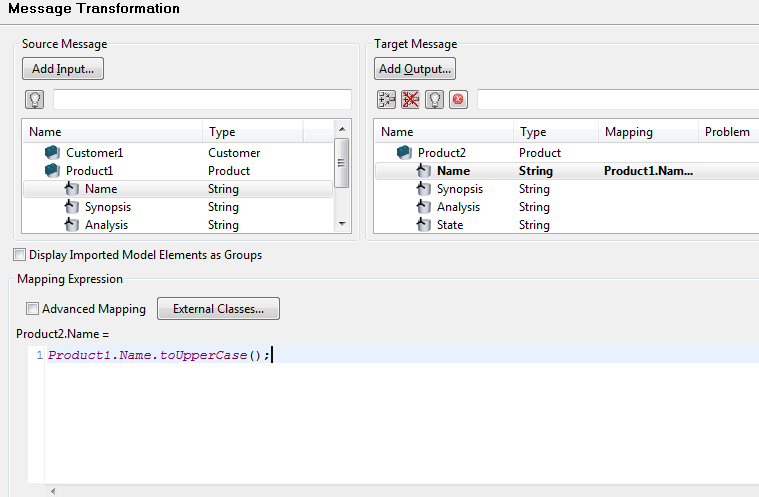 Message Transformation
Source Message
Add Input...
Name Type
Customer1 Customer
Product1 Product
Name String
Synopsis String
Analysis String
Target Message
Add Output...
Name Type Mapping Problem
Product2 Product
Name String Product1.Nam...
Synopsis String
Analysis String
State String
Display Imported Model Elements as Groups
Mapping Expression
Advanced Mapping External Classes...
Product2.Name =
1 Product1.Name.toUpperCase();